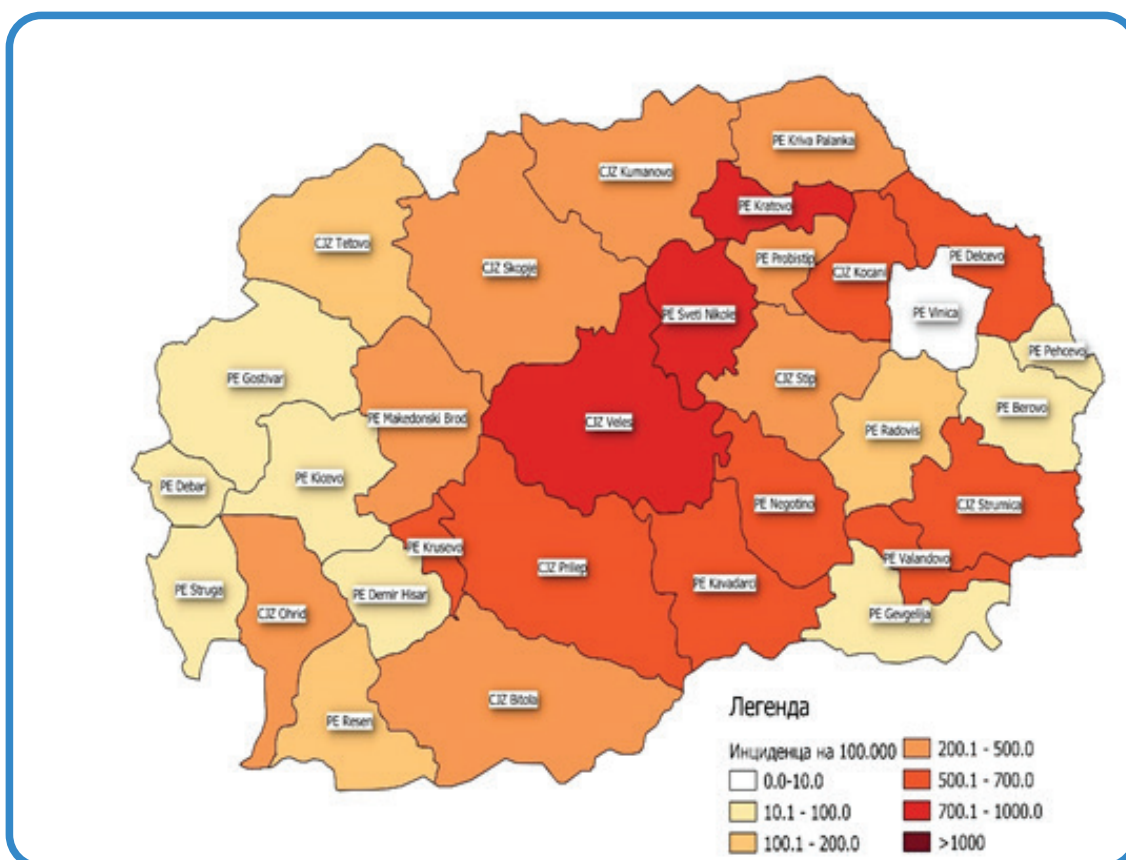 PE Kriva Palanka
CJZ Kumanovo
PE Kratovo
CJZ Tetovo
PE Probistip
PE Delcevo
CJZ Skopje
CJZ Kocani
PE Sveti Nikole
PE Vinica
PE Pehcevo
PE Gostivar
CJZ Stip
PE Berovo
PE Makedonski Brod
CJZ Veles
PE Radovis
PE Kicevo
PE Debar
PE Negotino
CJZ Strumica
PE Krusovo
PE Valandovo
CJZ Prilep
PE Kavadarci
PE Struga
PE Demir Hisar
CJZ Ohrid
PE Gevgelija
CJZ Bitola
PE Resen
Легенда
Инциденца на 100.000
0.0-10.0
10.1 - 100.0
100.1 - 200.0
200.1 - 500.0
500.1 - 700.0
700.1 - 1000.0
>1000